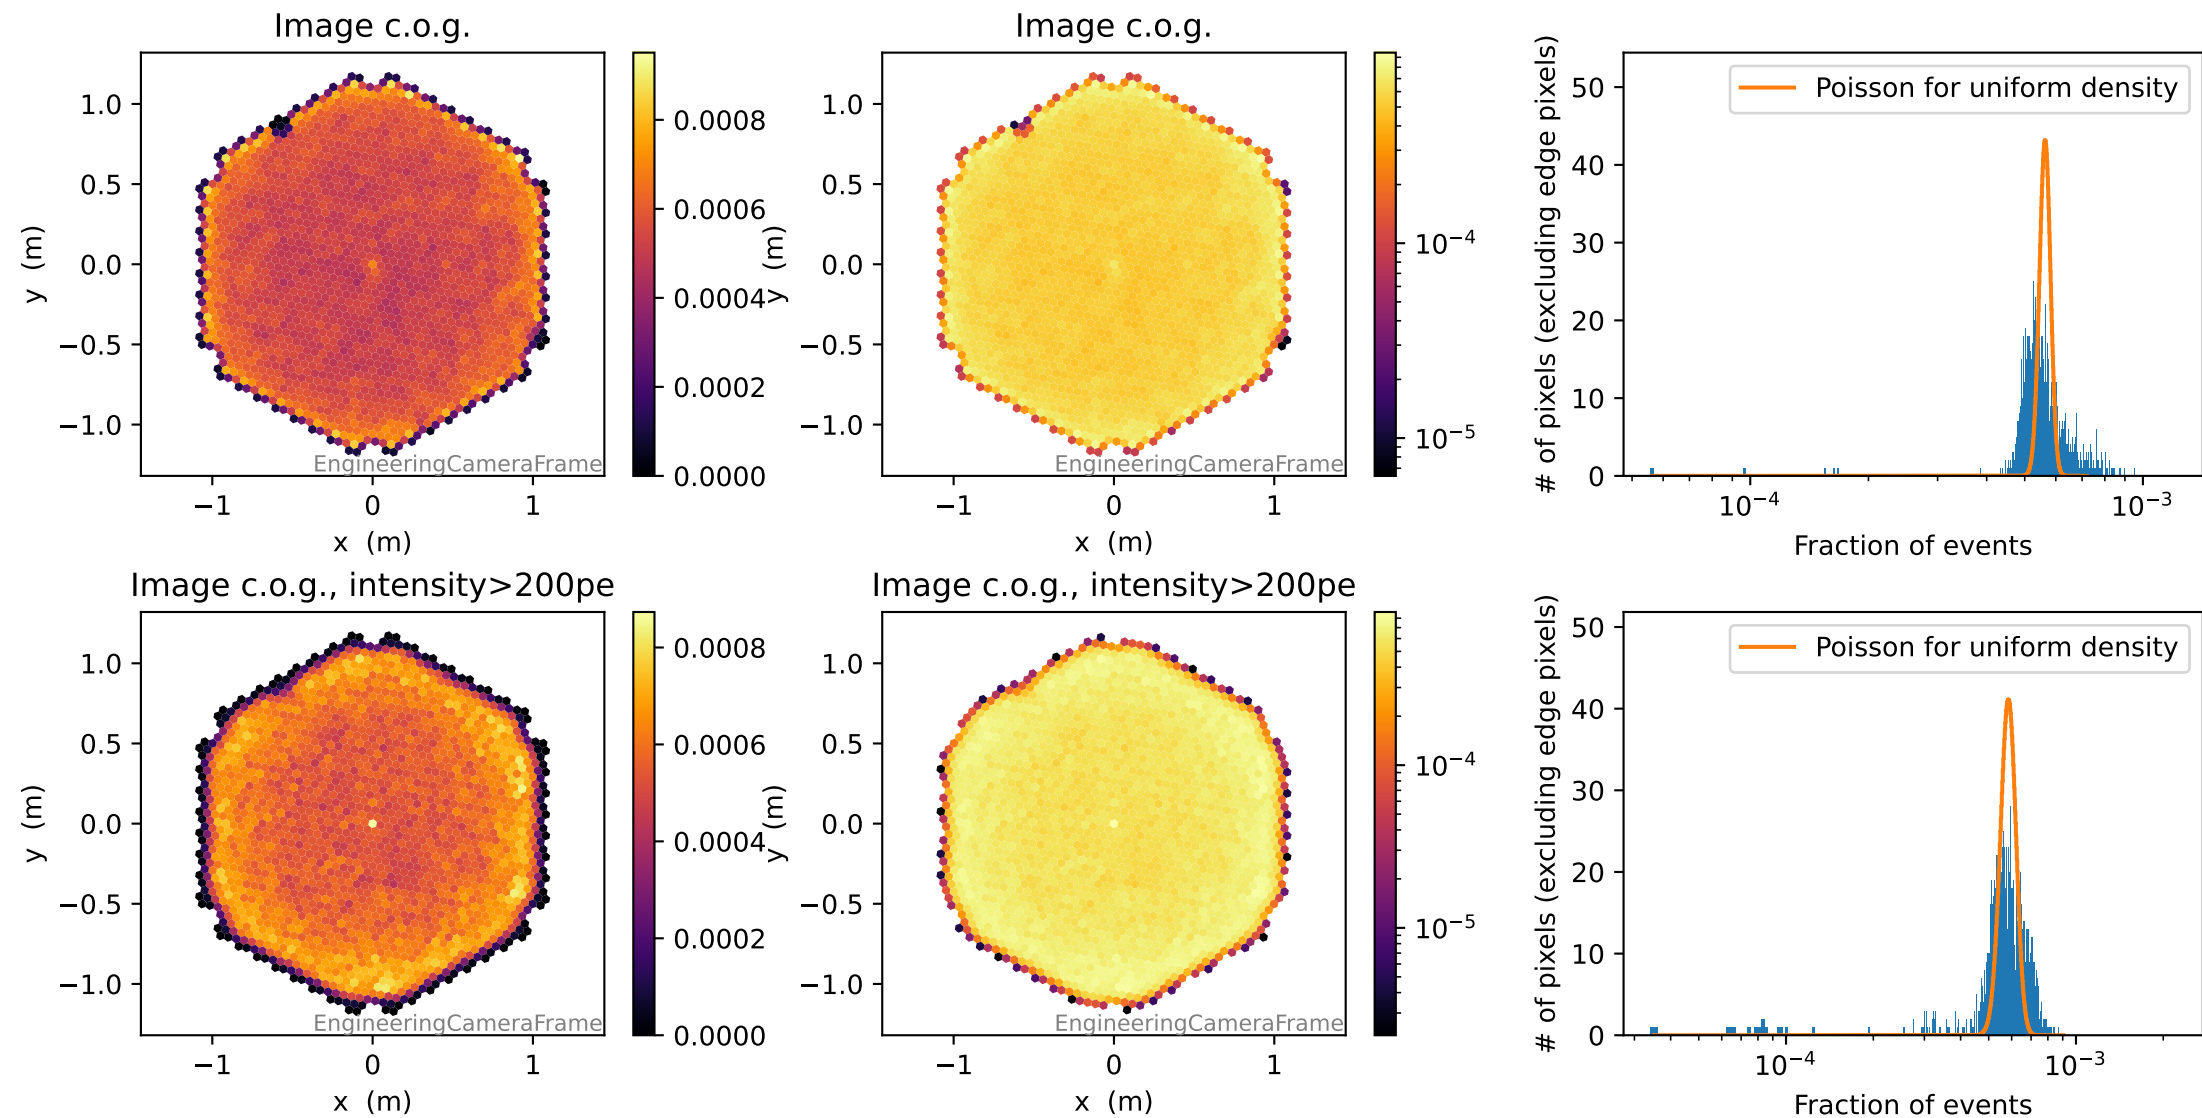 Image c.o.g.
y (m)
1.0
0.5
0.0
−0.5
−1.0
−1
0
1
x (m)
EngineeringCameraFrame
0.0008
0.0006
0.0004
0.0002
0.0000
Image c.o.g.
y (m)
1.0
0.5
0.0
−0.5
−1.0
−1
0
1
x (m)
EngineeringCameraFrame
10⁻⁴
10⁻⁵
# of pixels (excluding edge pixels)
50
40
30
20
10
0
Poisson for uniform density
10⁻⁴
10⁻³
Fraction of events
Image c.o.g., intensity>200pe
y (m)
1.0
0.5
0.0
−0.5
−1.0
−1
0
1
x (m)
EngineeringCameraFrame
0.0008
0.0006
0.0004
0.0002
0.0000
Image c.o.g., intensity>200pe
y (m)
1.0
0.5
0.0
−0.5
−1.0
−1
0
1
x (m)
EngineeringCameraFrame
10⁻⁴
10⁻⁵
# of pixels (excluding edge pixels)
50
40
30
20
10
0
Poisson for uniform density
10⁻⁴
10⁻³
Fraction of events